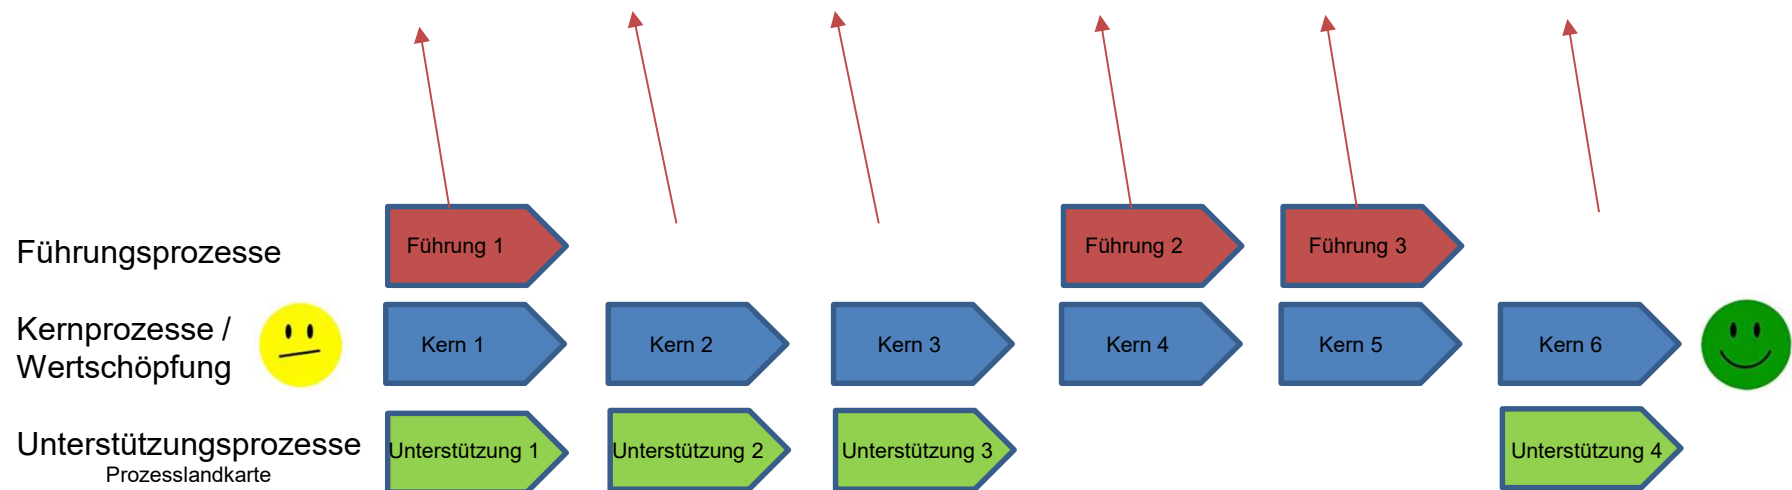 Führungsprozesse
Führung 1
Führung 2
Führung 3
Kernprozesse /
Wertschöpfung
Kern 1
Kern 2
Kern 3
Kern 4
Kern 5
Kern 6
Unterstützungsprozesse
Prozesslandkarte
Unterstützung 1
Unterstützung 2
Unterstützung 3
Unterstützung 4